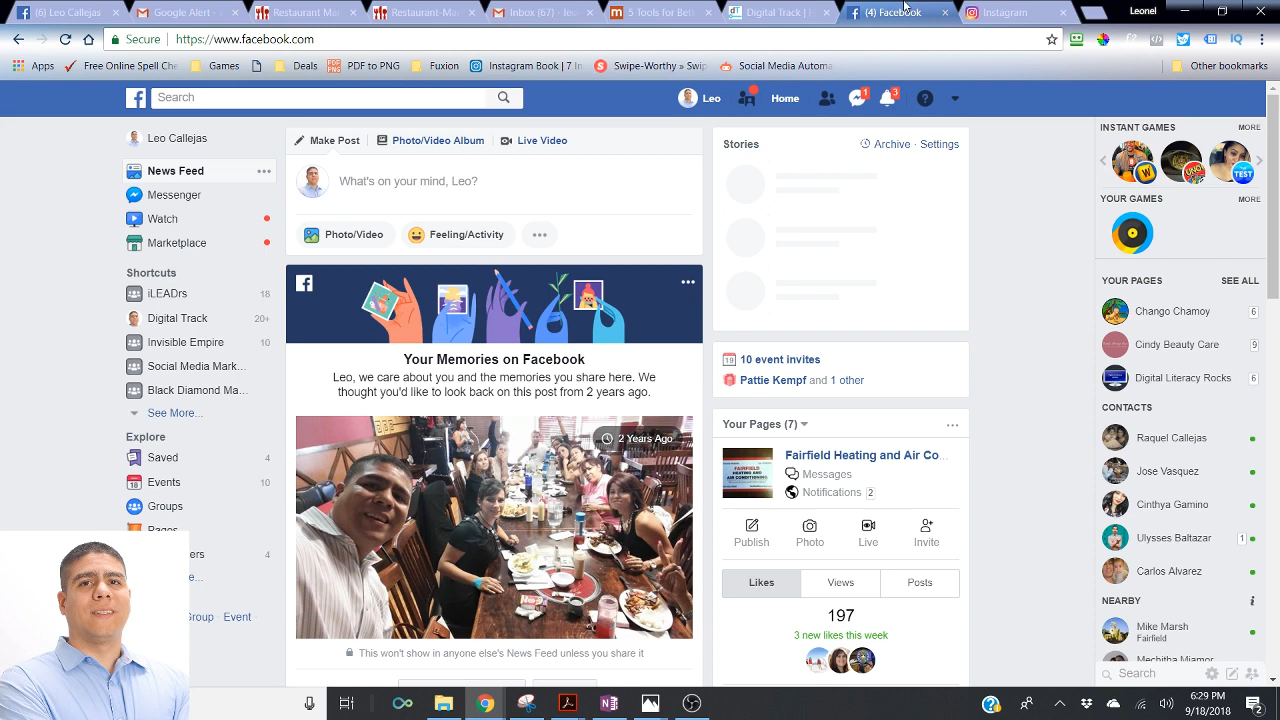 (6) Leo Callejas
Google Alert -
Restaurant Mar
Restaurant-Ma
Inbox (67) - leo
5 Tools for Bet
Digital Track | H
(4) Facebook
Instagram
Leonel
Secure
https://www.facebook.com
Apps
Free Online Spell Che
Games
Deals
PDF to PNG
Fuxion
Instagram Book | 7 In
Swipe-Worthy » Swip
Social Media Automa
Other bookmarks
Search
Leo
Home
1
3
Leo Callejas
News Feed
Messenger
Watch
Marketplace
Shortcuts
iLEADrs 18
Digital Track 20+
Invisible Empire 10
Social Media Mark...
Black Diamond Ma...
See More...
Explore
Saved 4
Events 10
Groups
Pages
ers 4
e...
Group · Event ·
Make Post
Photo/Video Album
Live Video
What's on your mind, Leo?
Photo/Video
Feeling/Activity
Your Memories on Facebook
Leo, we care about you and the memories you share here. We
thought you'd like to look back on this post from 2 years ago.
2 Years Ago
This won't show in anyone else's News Feed unless you share it
Stories
Archive · Settings
10 event invites
Pattie Kempf and 1 other
Your Pages (7)
Fairfield Heating and Air Co...
Messages
Notifications 2
Publish
Photo
Live
Invite
Likes
Views
Posts
197
3 new likes this week
INSTANT GAMES MORE
TEST
YOUR GAMES MORE
YOUR PAGES SEE ALL
Chango Chamoy 6
Cindy Beauty Care 9
Digital Literacy Rocks 6
CONTACTS
Raquel Callejas
Jose Vasquez
Cinthya Gamino
Ulysses Baltazar 1
Carlos Alvarez
NEARBY
Mike Marsh
Fairfield
Search
6:29 PM
9/18/2018
2